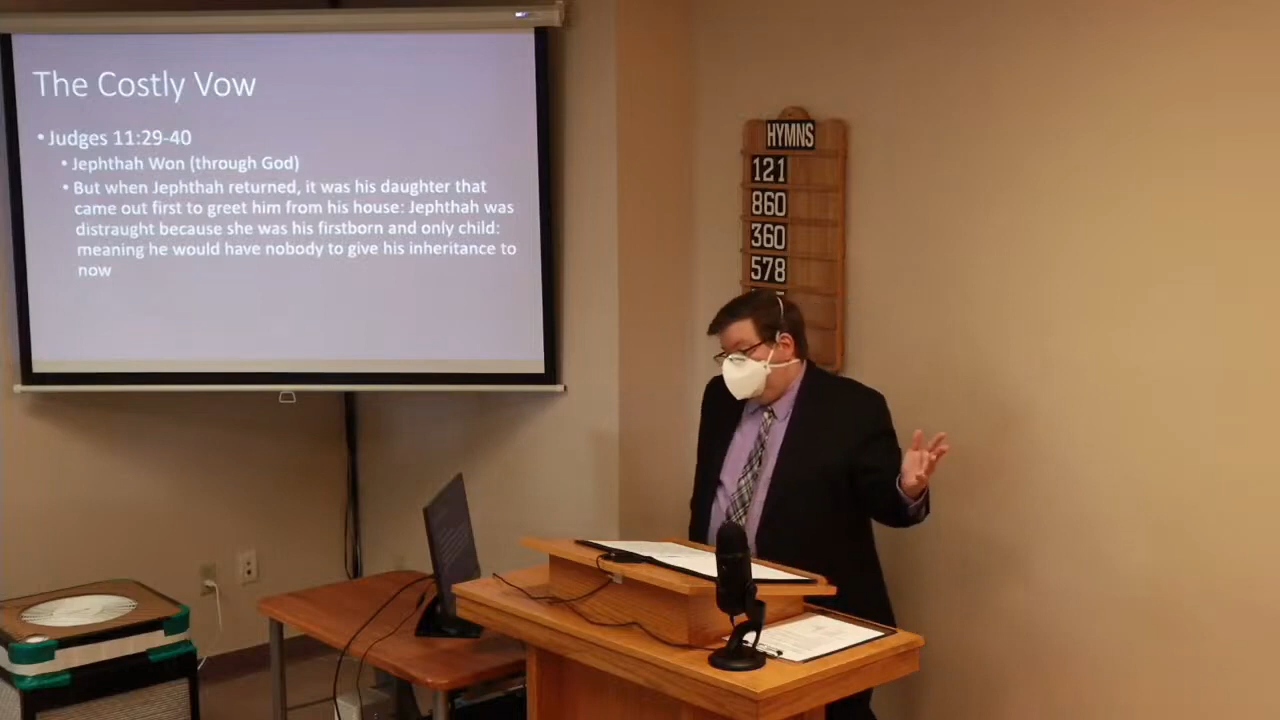 The Costly Vow
• Judges 11:29-40
• Jephthah Won (through God)
• But when Jephthah returned, it was his daughter that
came out first to greet him from his house: Jephthah was
distraught because she was his firstborn and only child:
meaning he would have nobody to give his inheritance to
now
HYMNS
121
860
360
578